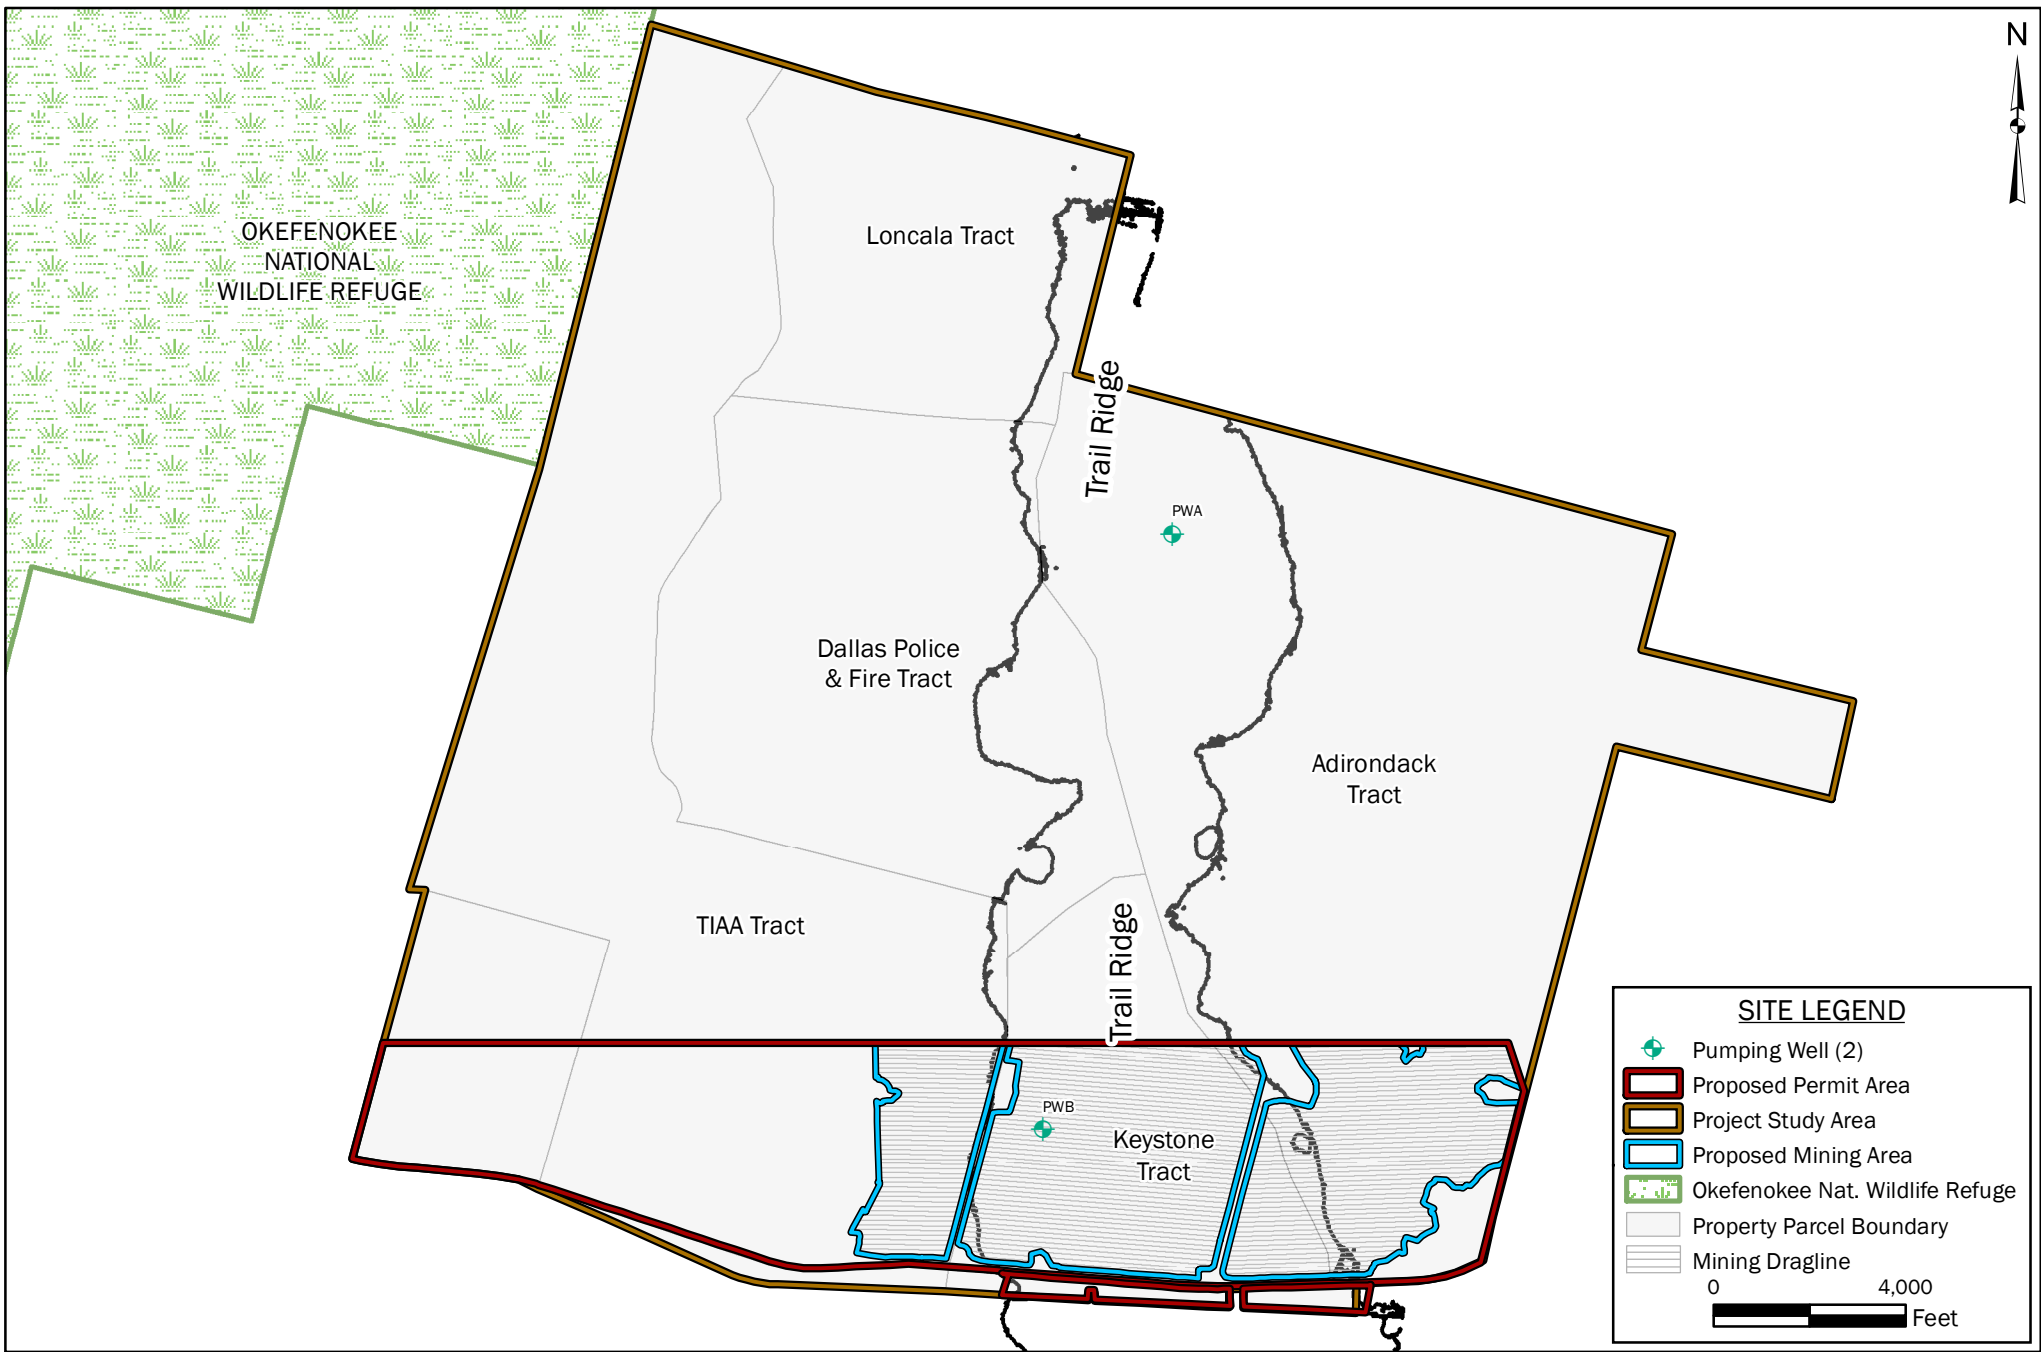 N
OKEFENOKEE
NATIONAL
WILDLIFE REFUGE
Loncala Tract
Trail Ridge
PWA
Dallas Police
& Fire Tract
Adirondack
Tract
TIAA Tract
Trail Ridge
PWB
Keystone
Tract
SITE LEGEND
Pumping Well (2)
Proposed Permit Area
Project Study Area
Proposed Mining Area
Okefenokee Nat. Wildlife Refuge
Property Parcel Boundary
Mining Dragline
0 4,000
Feet